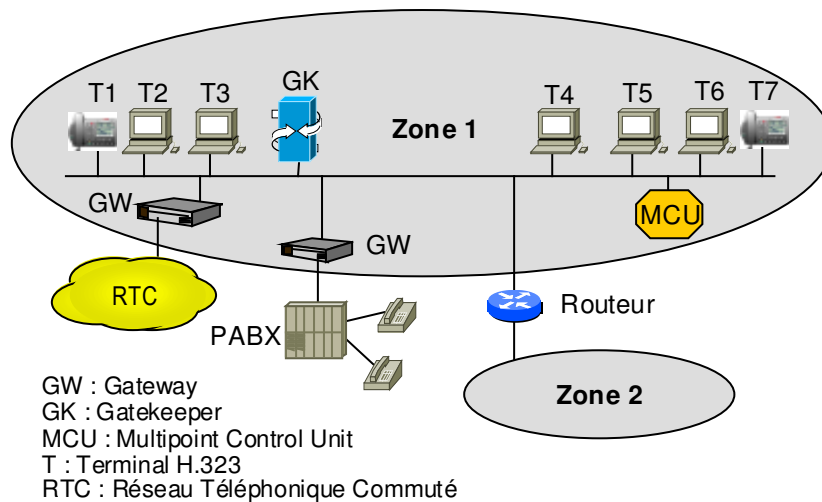 T1 T2 T3 GK T4 T5 T6 T7
Zone 1
GW
MCU
GW
RTC
Routeur
PABX
Zone 2
GW : Gateway
GK : Gatekeeper
MCU : Multipoint Control Unit
T : Terminal H.323
RTC : Réseau Téléphonique Commuté